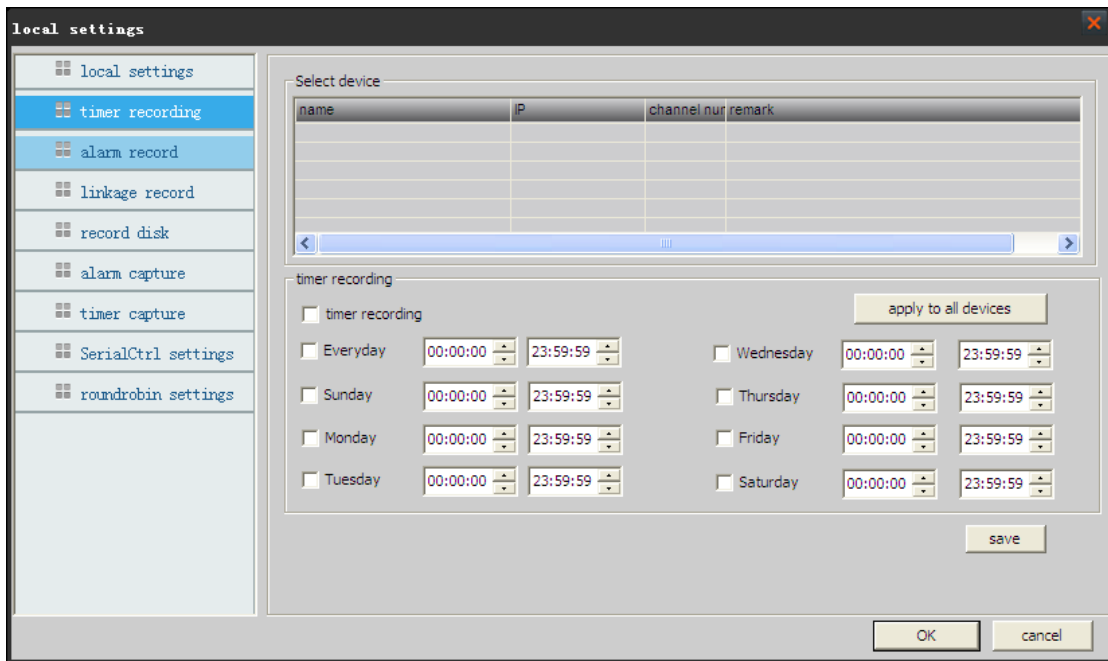 local settings
local settings
timer recording
alarm record
linkage record
record disk
alarm capture
timer capture
SerialCtrl settings
roundrobin settings
Select device
name IP channel nur remark
timer recording
timer recording apply to all devices
Everyday 00:00:00 23:59:59 Wednesday 00:00:00 23:59:59
Sunday 00:00:00 23:59:59 Thursday 00:00:00 23:59:59
Monday 00:00:00 23:59:59 Friday 00:00:00 23:59:59
Tuesday 00:00:00 23:59:59 Saturday 00:00:00 23:59:59
save
OK cancel